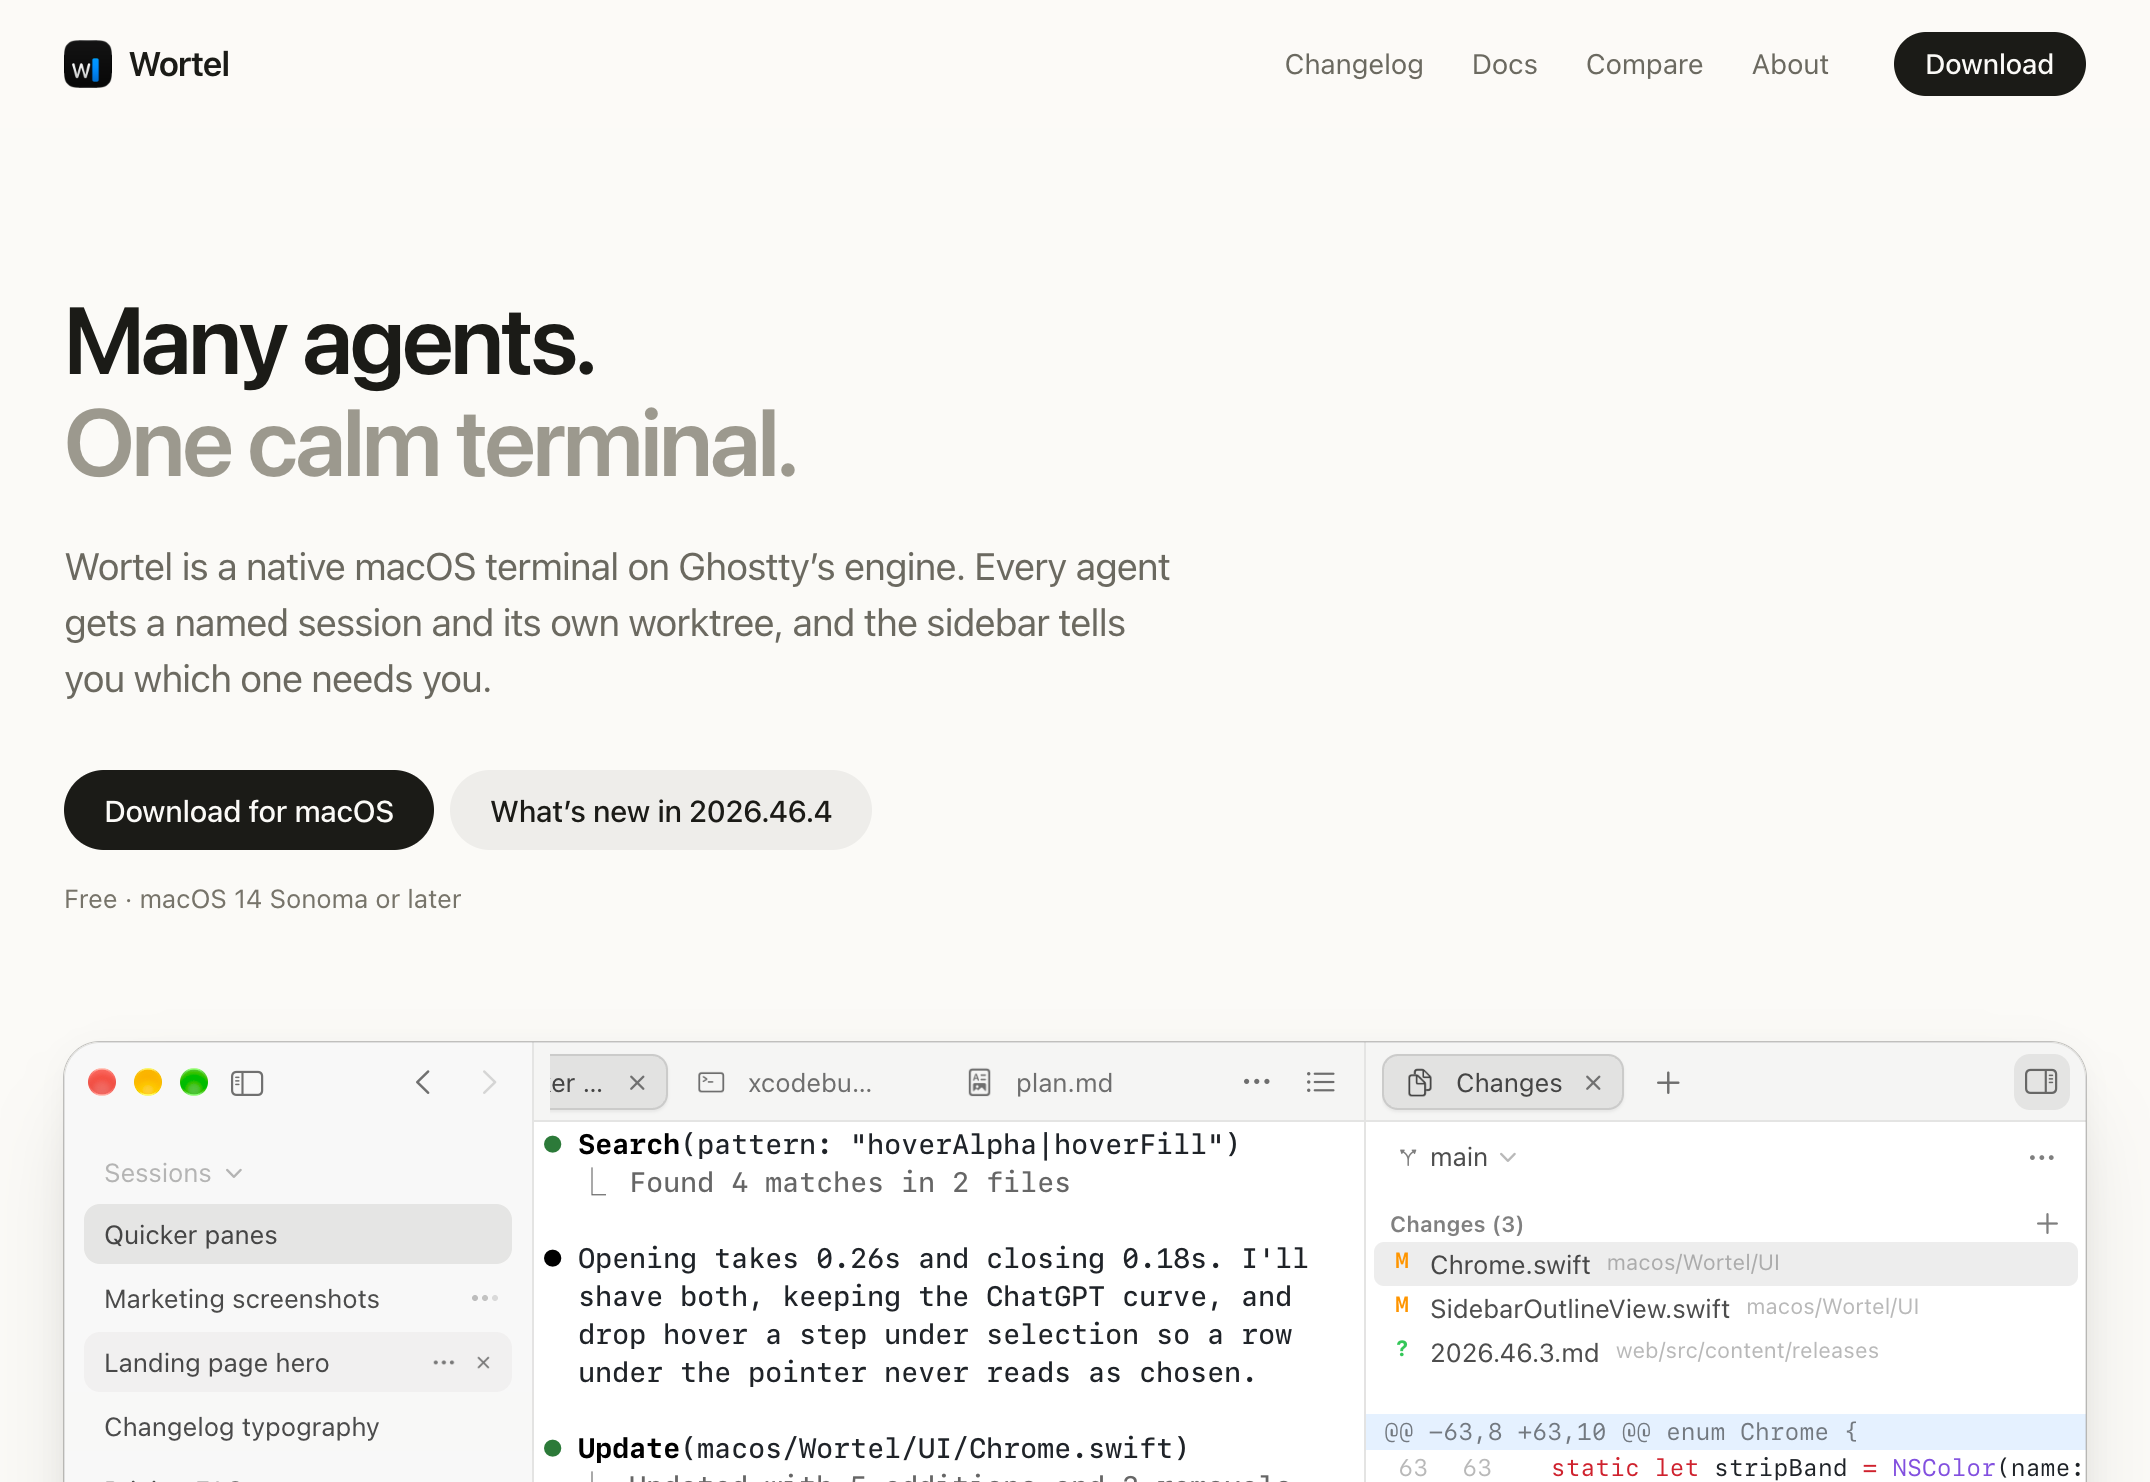 Wortel
Changelog
Docs
Compare
About
Download
Many agents.
One calm terminal.
Wortel is a native macOS terminal on Ghostty’s engine. Every agent
gets a named session and its own worktree, and the sidebar tells
you which one needs you.
Download for macOS
What’s new in 2026.46.4
Free · macOS 14 Sonoma or later
Sessions
Quicker panes
Marketing screenshots
Landing page hero
Changelog typography
er ...
xcodebu...
plan.md
Search(pattern: "hoverAlpha|hoverFill")
Found 4 matches in 2 files
Opening takes 0.26s and closing 0.18s. I'll
shave both, keeping the ChatGPT curve, and
drop hover a step under selection so a row
under the pointer never reads as chosen.
Update(macos/Wortel/UI/Chrome.swift)
Changes
main
Changes (3)
M Chrome.swift macos/Wortel/UI
M SidebarOutlineView.swift macos/Wortel/UI
? 2026.46.3.md web/src/content/releases
@@ −63,8 +63,10 @@ enum Chrome {
63 63 static let stripBand = NSColor(name: